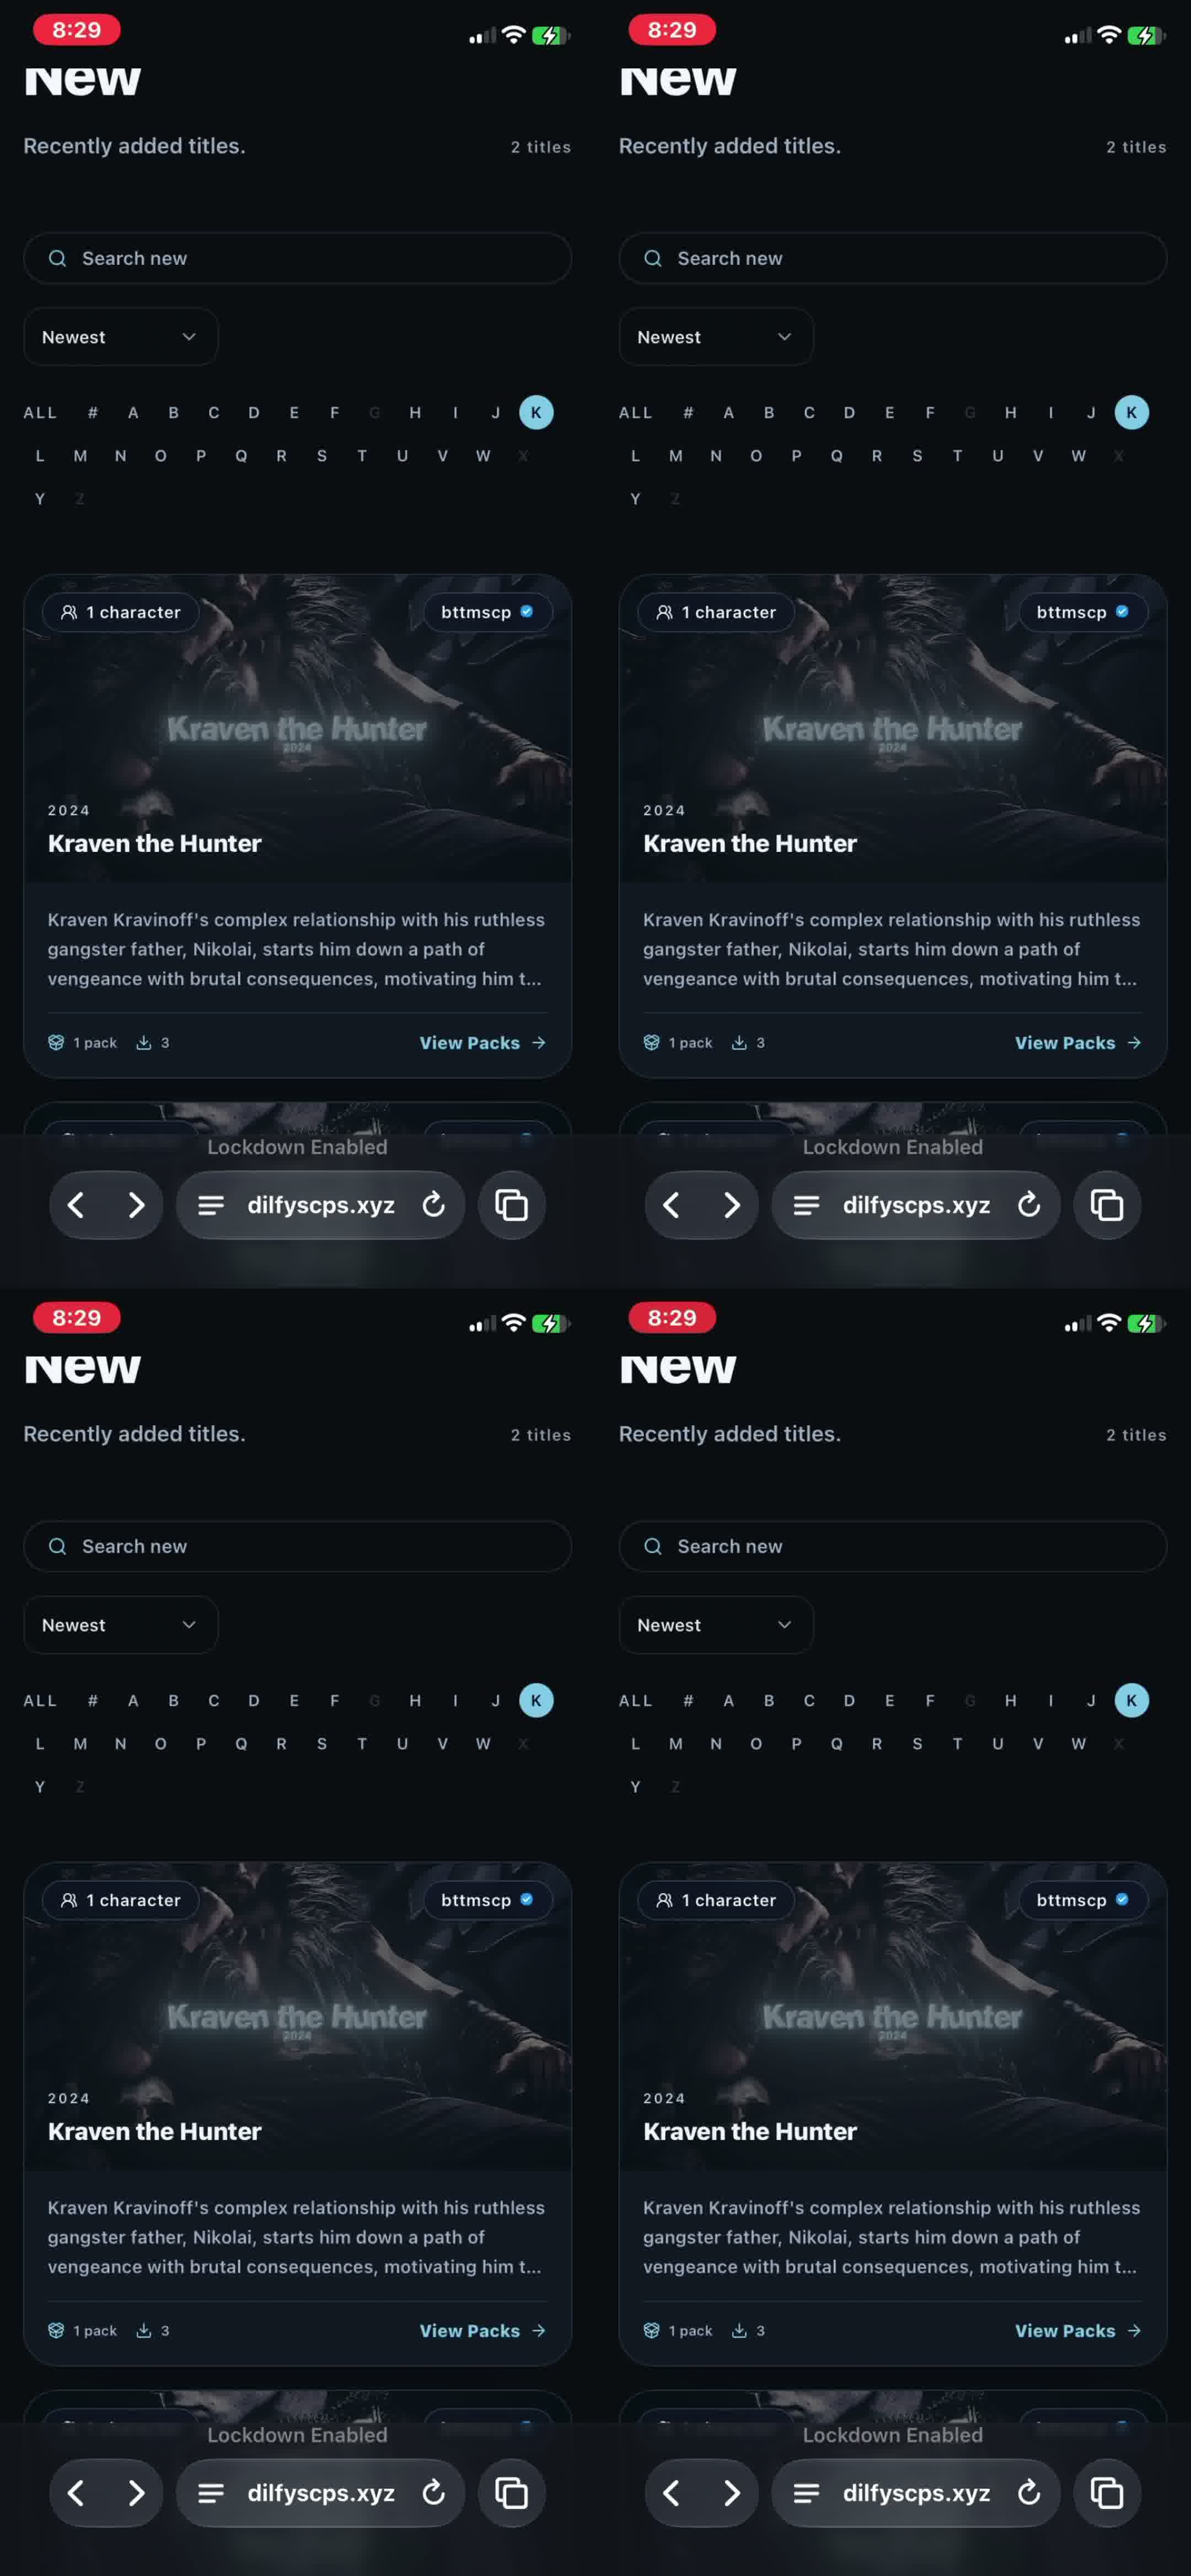 8:29
New
Recently added titles.
2 titles
Search new
Newest
ALL # A B C D E F G H I J K
L M N O P Q R S T U V W X
Y Z
1 character
bttmscp
Kraven the Hunter
2024
2024
Kraven the Hunter
Kraven Kravinoff's complex relationship with his ruthless
gangster father, Nikolai, starts him down a path of
vengeance with brutal consequences, motivating him t...
1 pack 3
View Packs
Lockdown Enabled
dilfyscps.xyz
8:29
New
Recently added titles.
2 titles
Search new
Newest
ALL # A B C D E F G H I J K
L M N O P Q R S T U V W X
Y Z
1 character
bttmscp
Kraven the Hunter
2024
2024
Kraven the Hunter
Kraven Kravinoff's complex relationship with his ruthless
gangster father, Nikolai, starts him down a path of
vengeance with brutal consequences, motivating him t...
1 pack 3
View Packs
Lockdown Enabled
dilfyscps.xyz
8:29
New
Recently added titles.
2 titles
Search new
Newest
ALL # A B C D E F G H I J K
L M N O P Q R S T U V W X
Y Z
1 character
bttmscp
Kraven the Hunter
2024
2024
Kraven the Hunter
Kraven Kravinoff's complex relationship with his ruthless
gangster father, Nikolai, starts him down a path of
vengeance with brutal consequences, motivating him t...
1 pack 3
View Packs
Lockdown Enabled
dilfyscps.xyz
8:29
New
Recently added titles.
2 titles
Search new
Newest
ALL # A B C D E F G H I J K
L M N O P Q R S T U V W X
Y Z
1 character
bttmscp
Kraven the Hunter
2024
2024
Kraven the Hunter
Kraven Kravinoff's complex relationship with his ruthless
gangster father, Nikolai, starts him down a path of
vengeance with brutal consequences, motivating him t...
1 pack 3
View Packs
Lockdown Enabled
dilfyscps.xyz